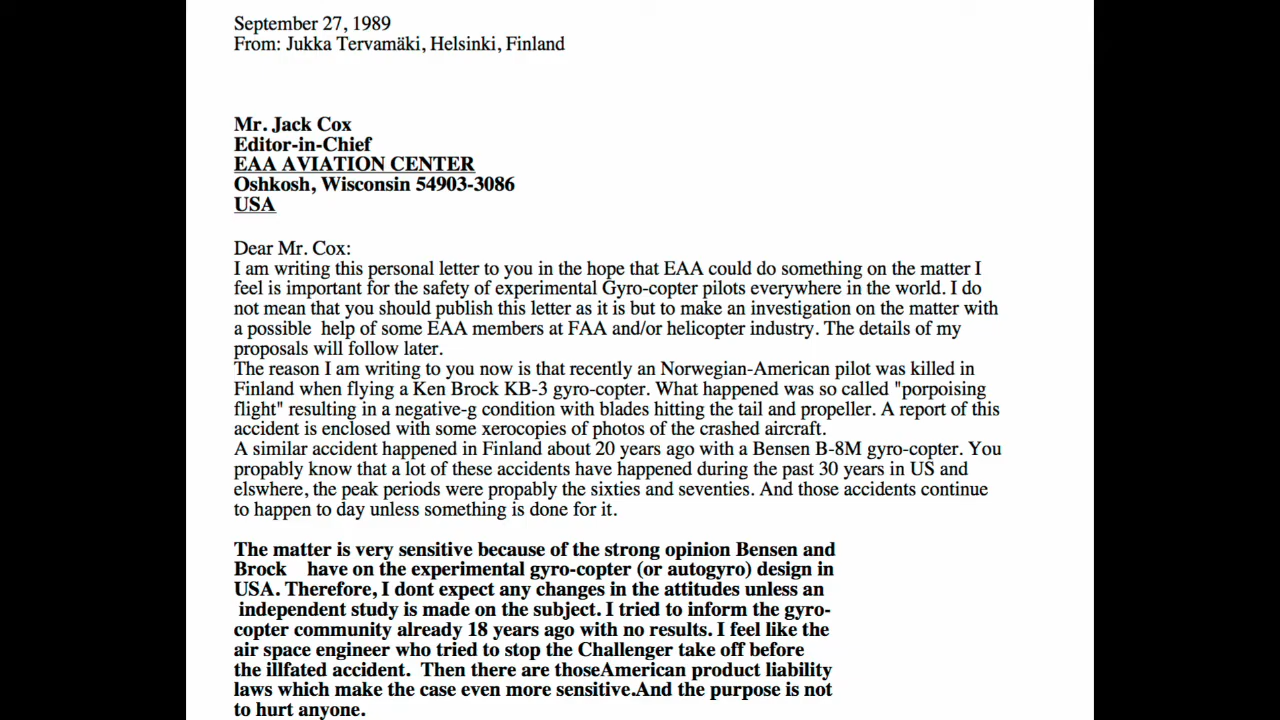 September 27, 1989
From: Jukka Tervamäki, Helsinki, Finland
Mr. Jack Cox
Editor-in-Chief
EAA AVIATION CENTER
Oshkosh, Wisconsin 54903-3086
USA
Dear Mr. Cox:
I am writing this personal letter to you in the hope that EAA could do something on the matter I
feel is important for the safety of experimental Gyro-copter pilots everywhere in the world. I do
not mean that you should publish this letter as it is but to make an investigation on the matter with
a possible  help of some EAA members at FAA and/or helicopter industry. The details of my
proposals will follow later.
The reason I am writing to you now is that recently an Norwegian-American pilot was killed in
Finland when flying a Ken Brock KB-3 gyro-copter. What happened was so called "porpoising
flight" resulting in a negative-g condition with blades hitting the tail and propeller. A report of this
accident is enclosed with some xerocopies of photos of the crashed aircraft.
A similar accident happened in Finland about 20 years ago with a Bensen B-8M gyro-copter. You
propably know that a lot of these accidents have happened during the past 30 years in US and
elswhere, the peak periods were propably the sixties and seventies. And those accidents continue
to happen to day unless something is done for it.
The matter is very sensitive because of the strong opinion Bensen and
Brock    have on the experimental gyro-copter (or autogyro) design in
USA. Therefore, I dont expect any changes in the attitudes unless an
independent study is made on the subject. I tried to inform the gyro-
copter community already 18 years ago with no results. I feel like the
air space engineer who tried to stop the Challenger take off before
the illfated accident.  Then there are thoseAmerican product liability
laws which make the case even more sensitive.And the purpose is not
to hurt anyone.